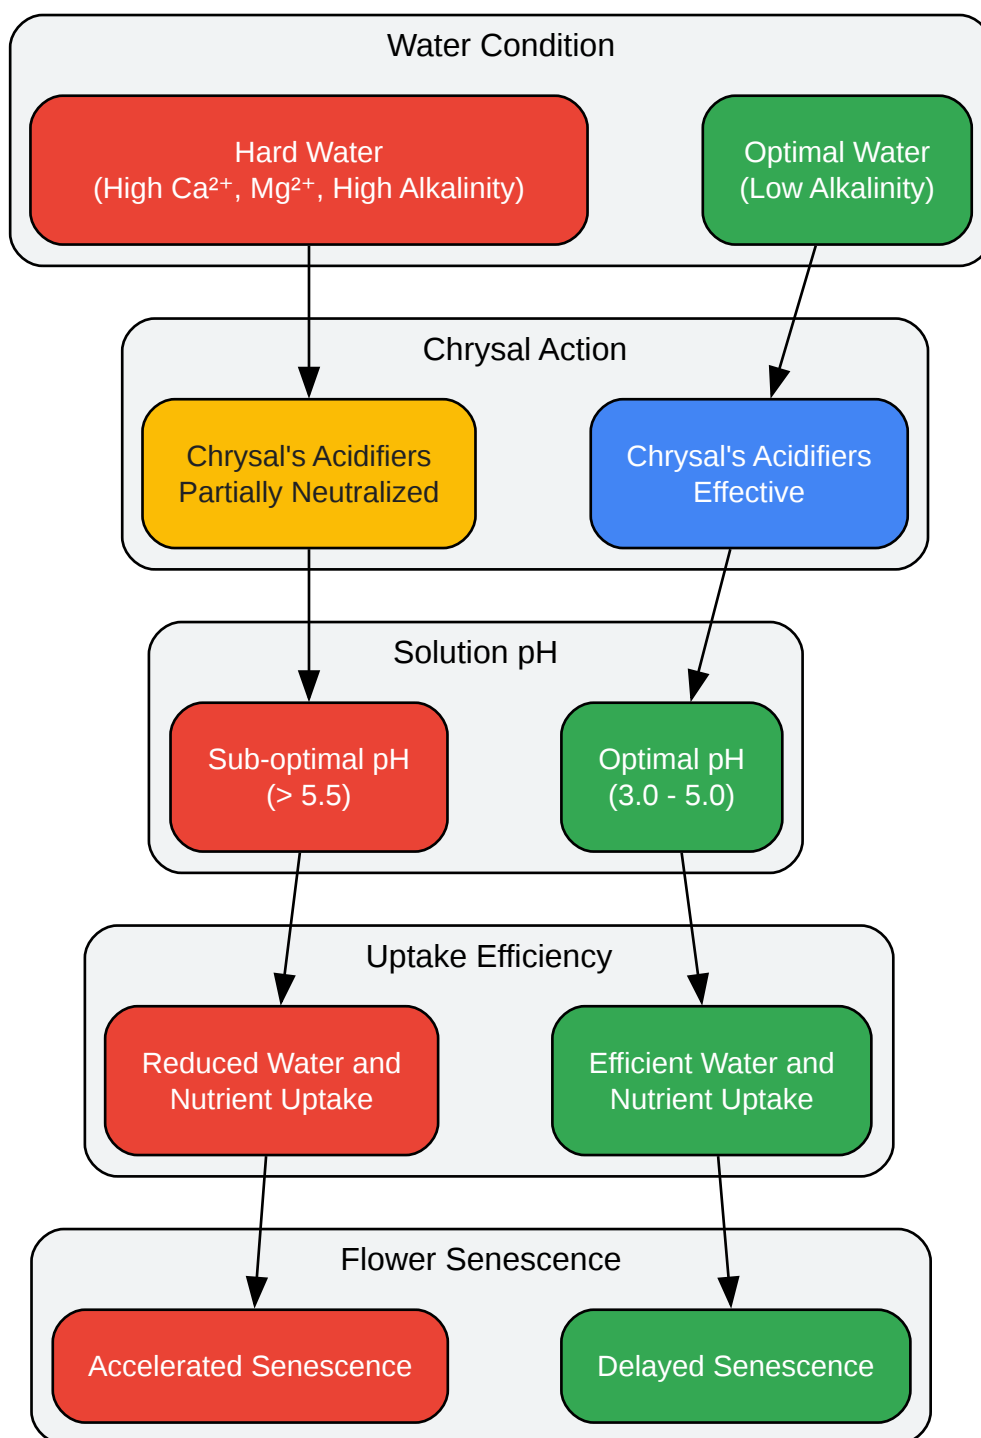 Water Condition
Hard Water
(High Ca²⁺, Mg²⁺, High Alkalinity)
Optimal Water
(Low Alkalinity)
Chrysal Action
Chrysal's Acidifiers
Partially Neutralized
Chrysal's Acidifiers
Effective
Solution pH
Sub-optimal pH
(> 5.5)
Optimal pH
(3.0 - 5.0)
Uptake Efficiency
Reduced Water and
Nutrient Uptake
Efficient Water and
Nutrient Uptake
Flower Senescence
Accelerated Senescence
Delayed Senescence